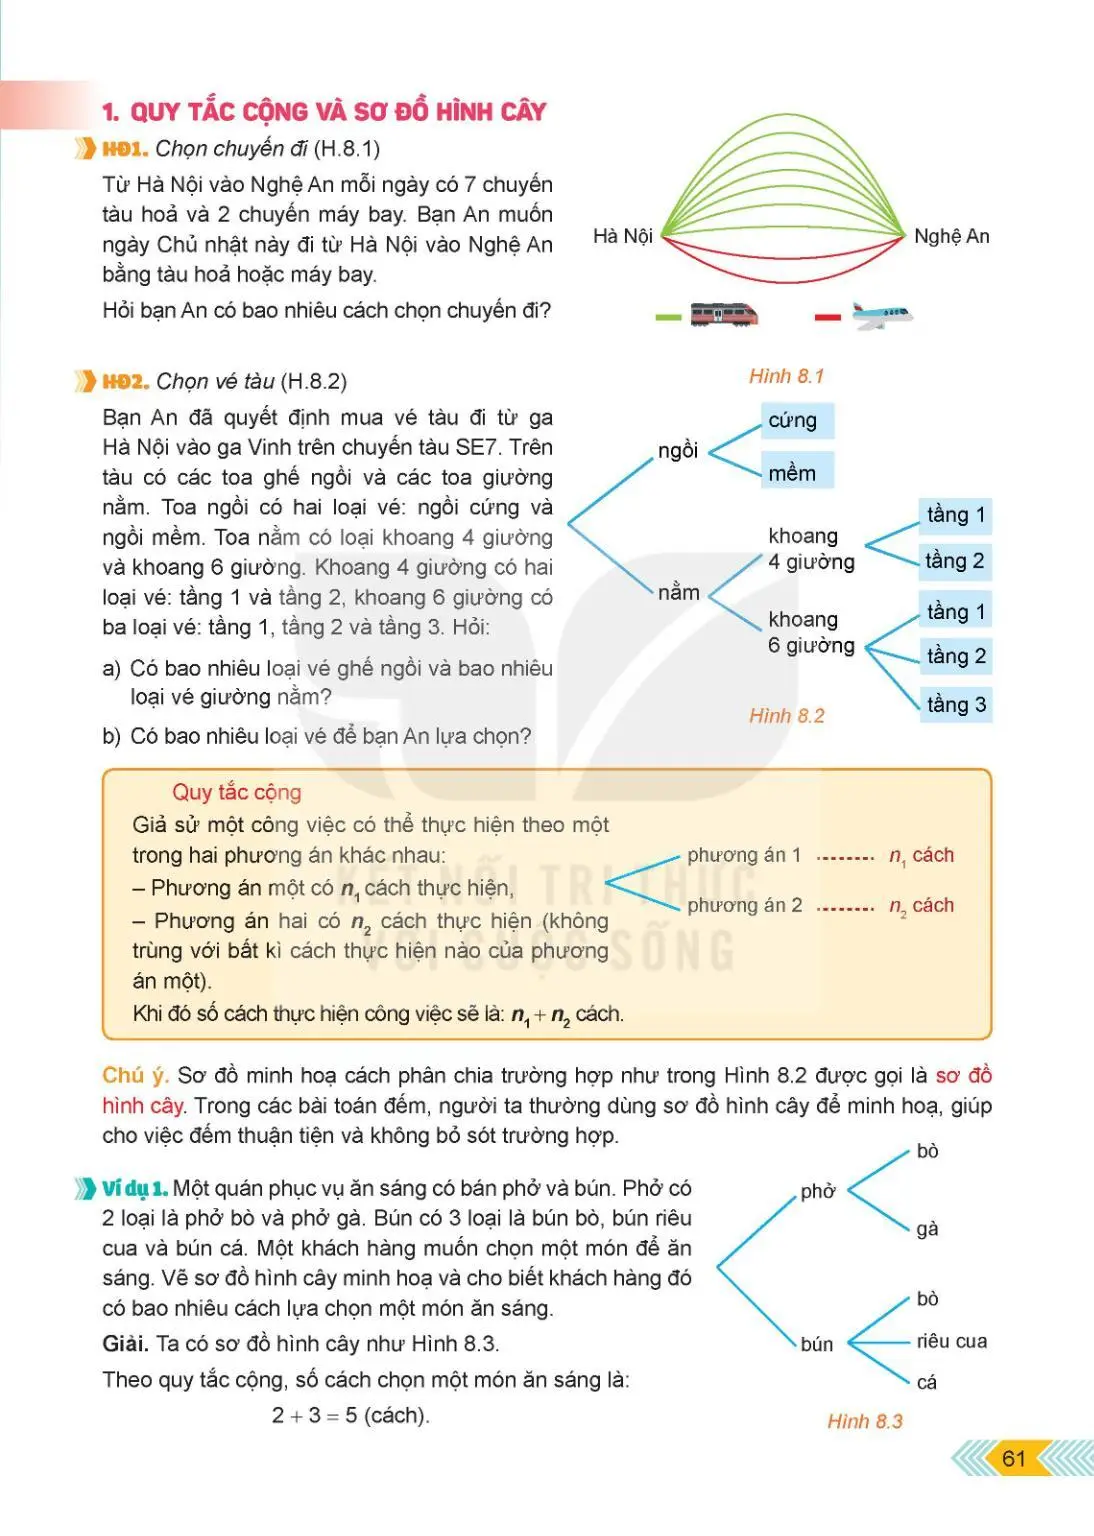 1. QUY TẮC CỘNG VÀ SƠ ĐỒ HÌNH CÂY
HĐ1. Chọn chuyến đi (H.8.1)
Từ Hà Nội vào Nghệ An mỗi ngày có 7 chuyến
tàu hoả và 2 chuyến máy bay. Bạn An muốn
ngày Chủ nhật này đi từ Hà Nội vào Nghệ An
bằng tàu hoả hoặc máy bay.
Hỏi bạn An có bao nhiêu cách chọn chuyến đi?
Hà Nội
Nghệ An
Hình 8.1
HĐ2. Chọn vé tàu (H.8.2)
Bạn An đã quyết định mua vé tàu đi từ ga
Hà Nội vào ga Vinh trên chuyến tàu SE7. Trên
tàu có các toa ghế ngồi và các toa giường
nằm. Toa ngồi có hai loại vé: ngồi cứng và
ngồi mềm. Toa nằm có loại khoang 4 giường
và khoang 6 giường. Khoang 4 giường có hai
loại vé: tầng 1 và tầng 2, khoang 6 giường có
ba loại vé: tầng 1, tầng 2 và tầng 3. Hỏi:
a) Có bao nhiêu loại vé ghế ngồi và bao nhiêu
loại vé giường nằm?
b) Có bao nhiêu loại vé để bạn An lựa chọn?
ngồi
cứng
mềm
nằm
khoang
4 giường
tầng 1
tầng 2
khoang
6 giường
tầng 1
tầng 2
tầng 3
Hình 8.2
Quy tắc cộng
Giả sử một công việc có thể thực hiện theo một
trong hai phương án khác nhau:
– Phương án một có n₁ cách thực hiện,
– Phương án hai có n₂ cách thực hiện (không
trùng với bất kì cách thực hiện nào của phương
án một).
Khi đó số cách thực hiện công việc sẽ là: n₁ + n₂ cách.
phương án 1 ........ n₁ cách
phương án 2 ........ n₂ cách
KẾT NỐI TRI THỨC
VỚI CUỘC SỐNG
Chú ý. Sơ đồ minh hoạ cách phân chia trường hợp như trong Hình 8.2 được gọi là sơ đồ
hình cây. Trong các bài toán đếm, người ta thường dùng sơ đồ hình cây để minh hoạ, giúp
cho việc đếm thuận tiện và không bỏ sót trường hợp.
Ví dụ 1. Một quán phục vụ ăn sáng có bán phở và bún. Phở có
2 loại là phở bò và phở gà. Bún có 3 loại là bún bò, bún riêu
cua và bún cá. Một khách hàng muốn chọn một món để ăn
sáng. Vẽ sơ đồ hình cây minh hoạ và cho biết khách hàng đó
có bao nhiêu cách lựa chọn một món ăn sáng.
Giải. Ta có sơ đồ hình cây như Hình 8.3.
Theo quy tắc cộng, số cách chọn một món ăn sáng là:
2 + 3 = 5 (cách).
phở
bò
gà
bún
bò
riêu cua
cá
Hình 8.3
61